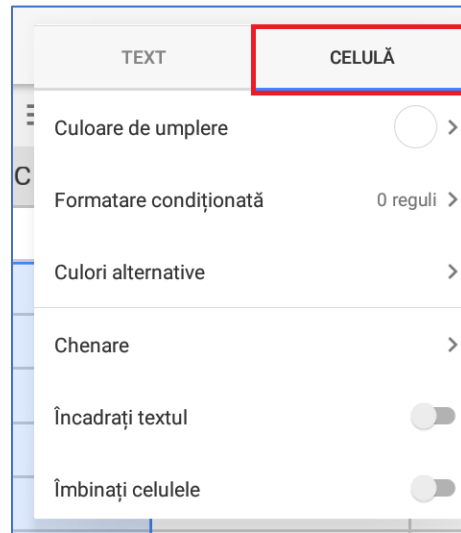 TEXT CELULĂ
Culoare de umplere
C
Formatare condiționată 0 reguli
Culori alternative
Chenare
Încadrați textul
Îmbinați celulele